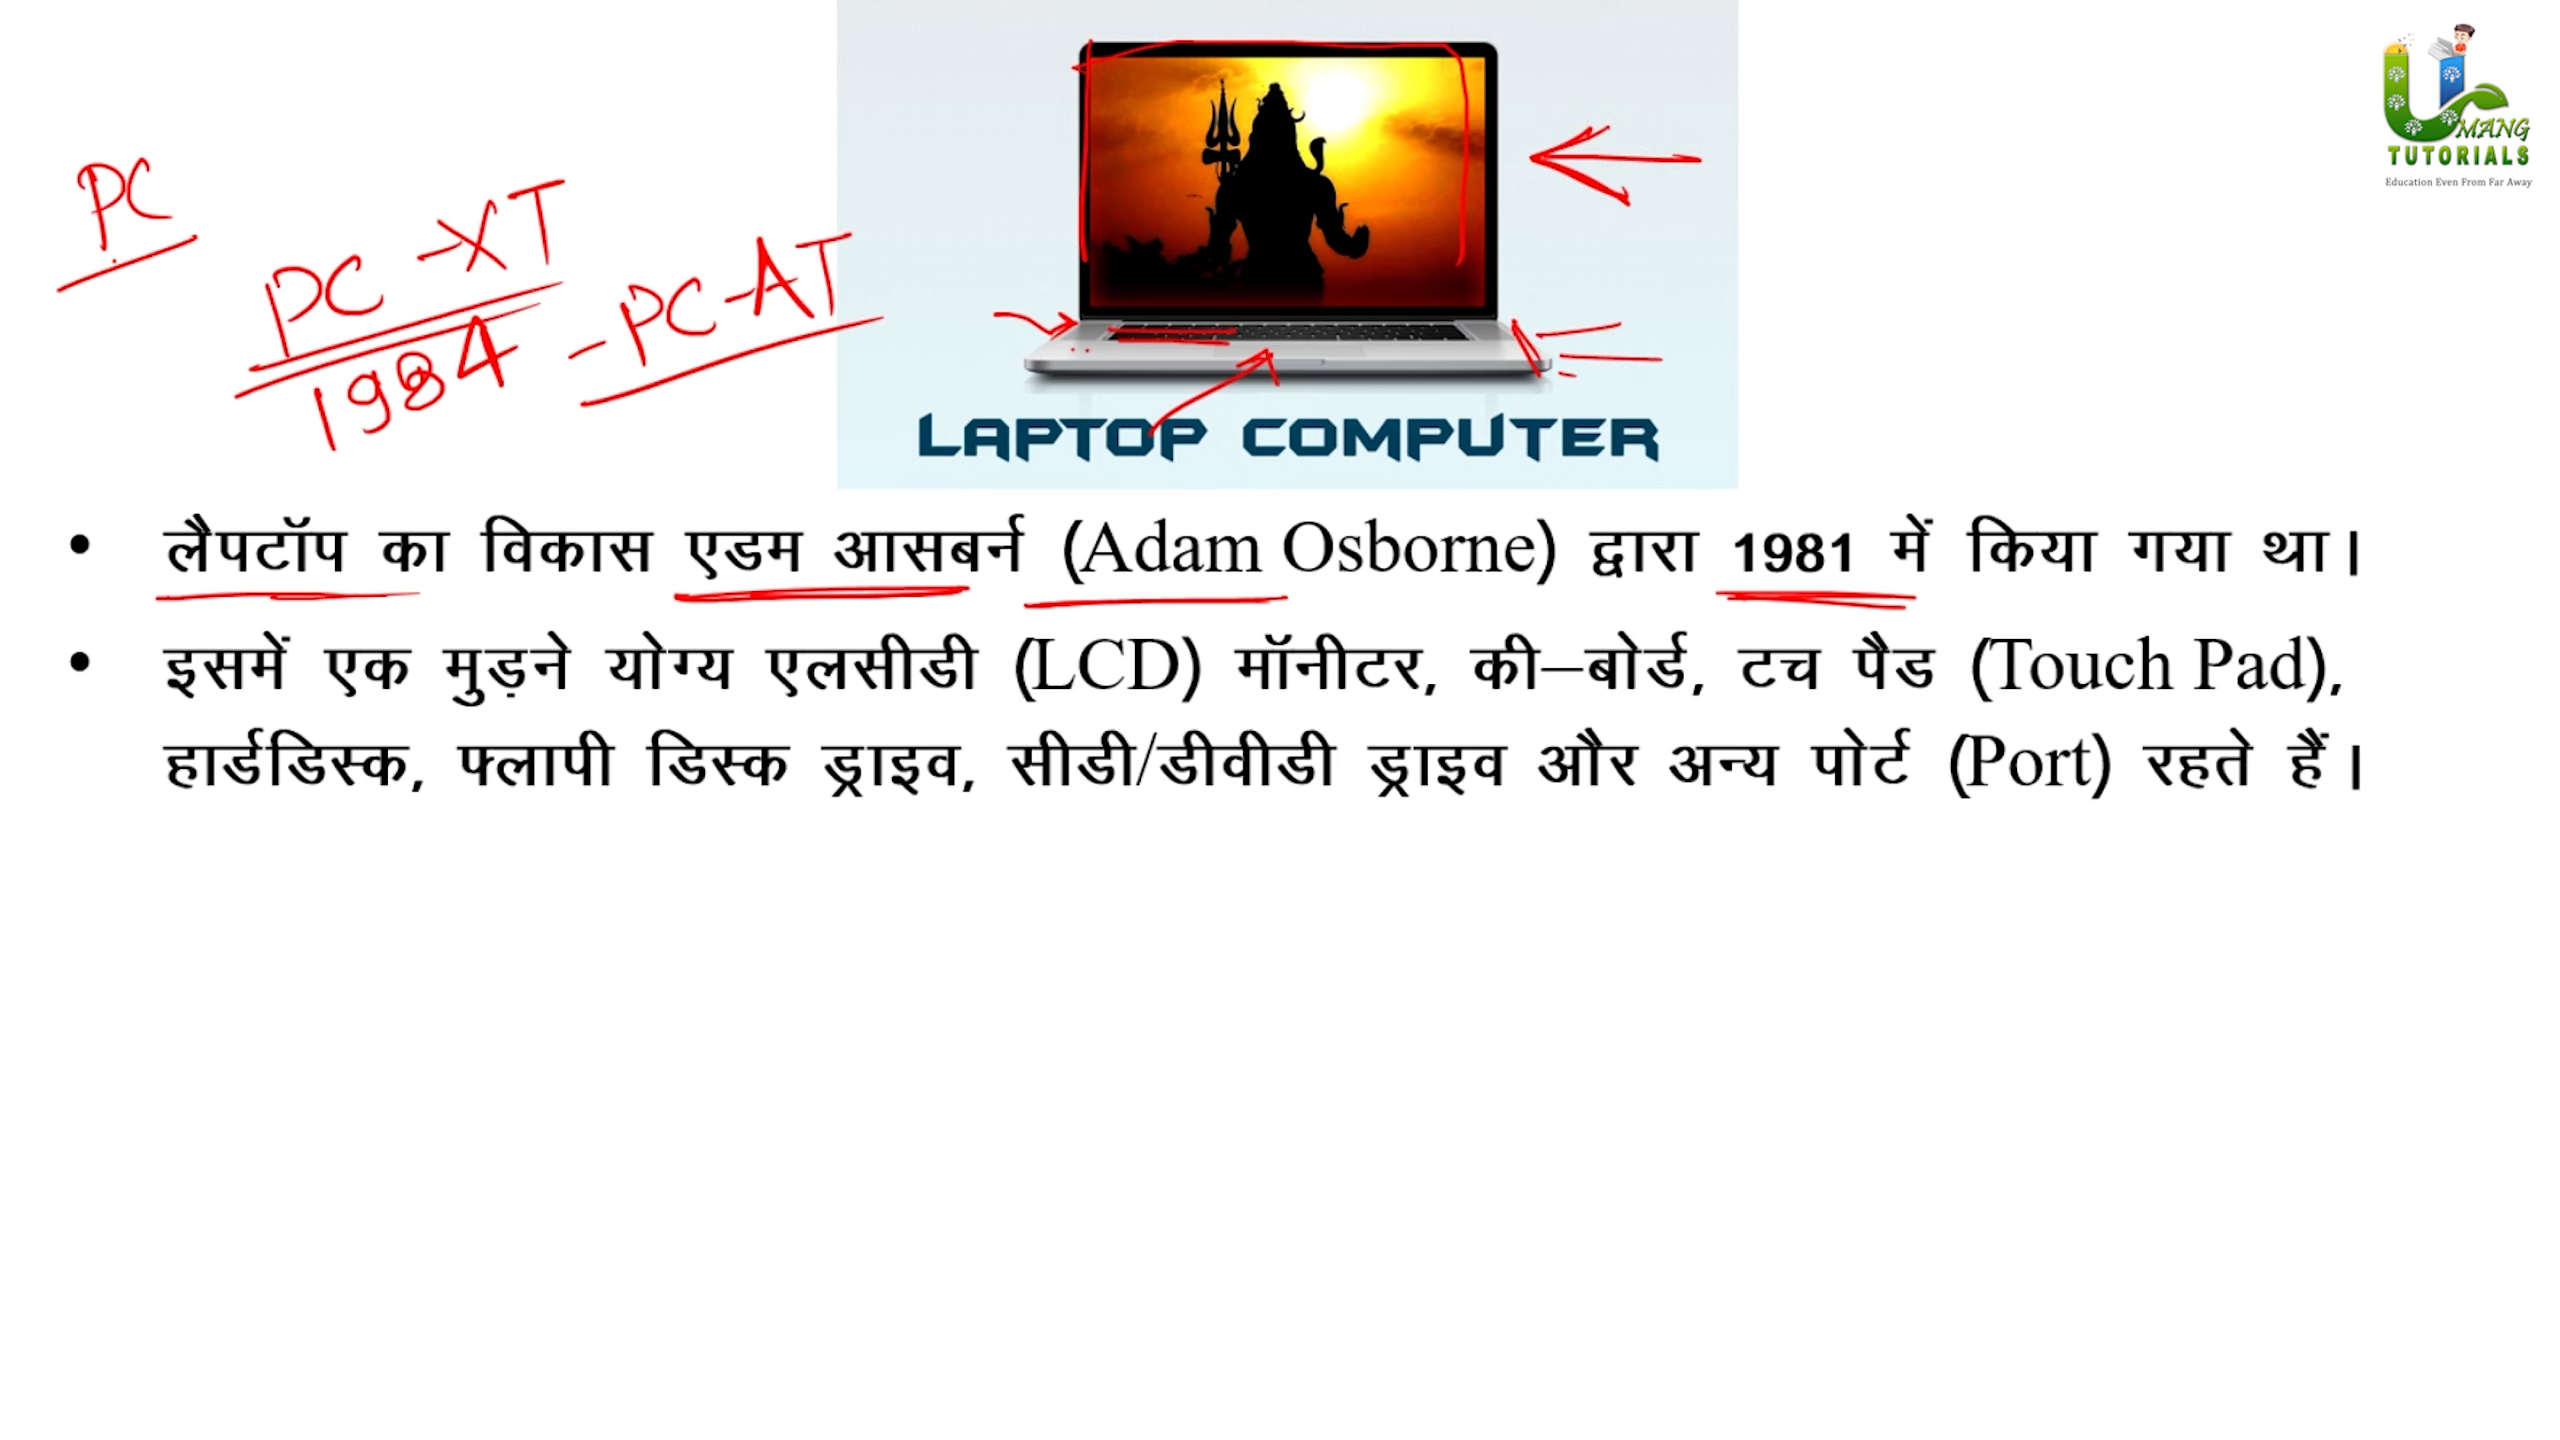 MANG
TUTORIALS
Education Even From Far Away
PC
PC -XT
1984
- PC-AT
LAPTOP COMPUTER
• लैपटॉप का विकास एडम आसबर्न (Adam Osborne) द्वारा 1981 में किया गया था।
• इसमें एक मुड़ने योग्य एलसीडी (LCD) मॉनीटर, की–बोर्ड, टच पैड (Touch Pad),
हार्डडिस्क, फ्लापी डिस्क ड्राइव, सीडी/डीवीडी ड्राइव और अन्य पोर्ट (Port) रहते हैं।